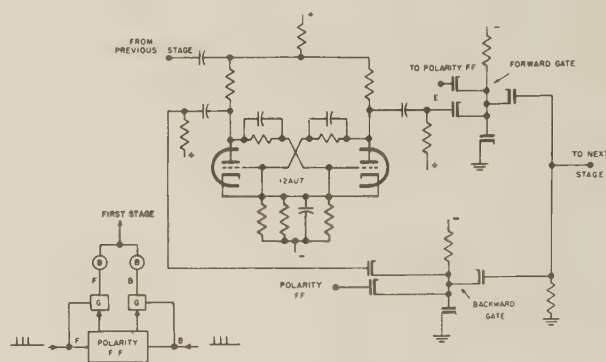 +
FROM
PREVIOUS STAGE
-
TO POLARITY FF
FORWARD GATE
E
+
+
12AU7
TO NEXT
STAGE
-
-
FIRST STAGE
B
B
F
B
POLARITY
FF
BACKWARD
GATE
G
G
F
POLARITY
F F
B